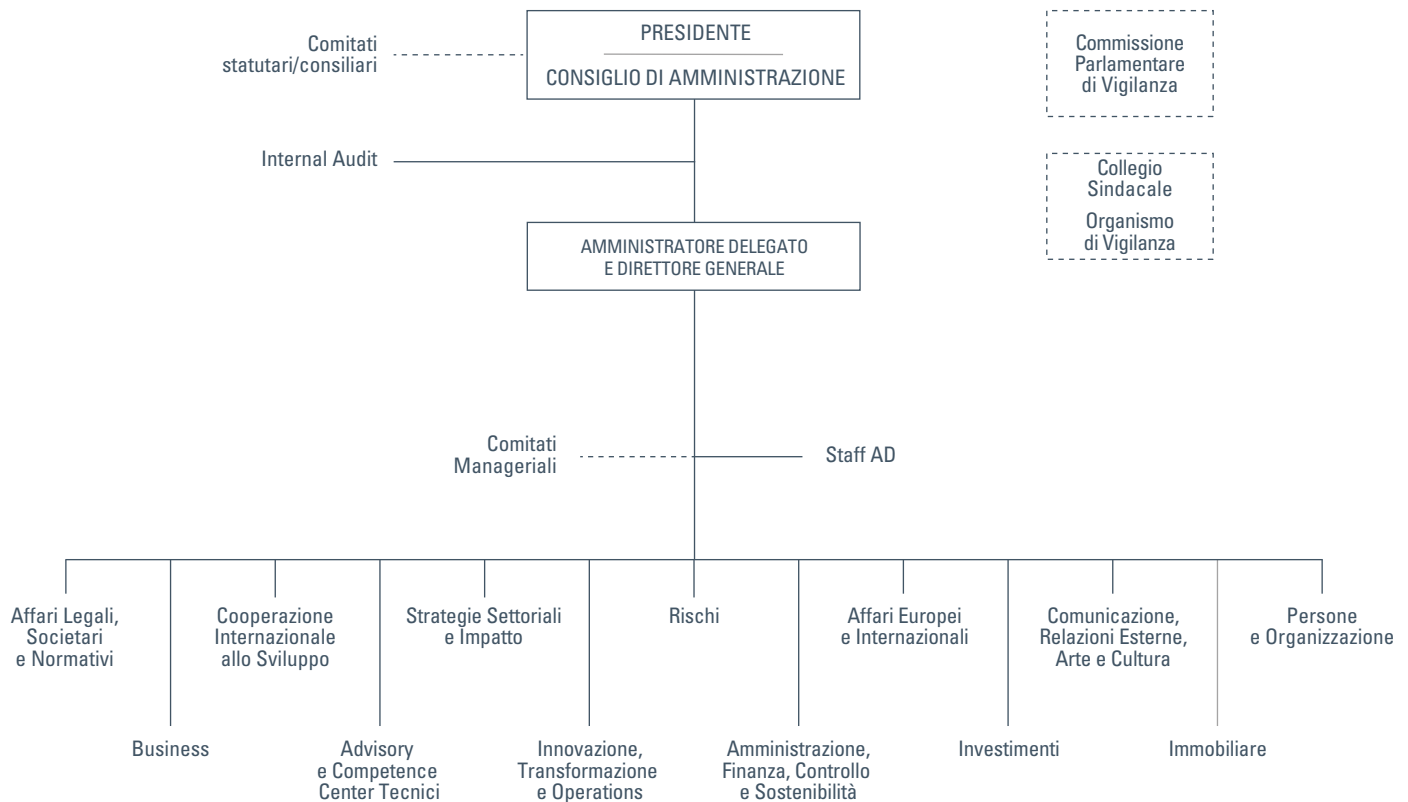 PRESIDENTE
CONSIGLIO DI AMMINISTRAZIONE
Comitati
statutari/consiliari
Commissione
Parlamentare
di Vigilanza
Internal Audit
Collegio
Sindacale
Organismo
di Vigilanza
AMMINISTRATORE DELEGATO
E DIRETTORE GENERALE
Comitati
Manageriali
Staff AD
Affari Legali,
Societari
e Normativi
Cooperazione
Internazionale
allo Sviluppo
Strategie Settoriali
e Impatto
Rischi
Affari Europei
e Internazionali
Comunicazione,
Relazioni Esterne,
Arte e Cultura
Persone
e Organizzazione
Business
Advisory
e Competence
Center Tecnici
Innovazione,
Transformazione
e Operations
Amministrazione,
Finanza, Controllo
e Sostenibilità
Investimenti
Immobiliare